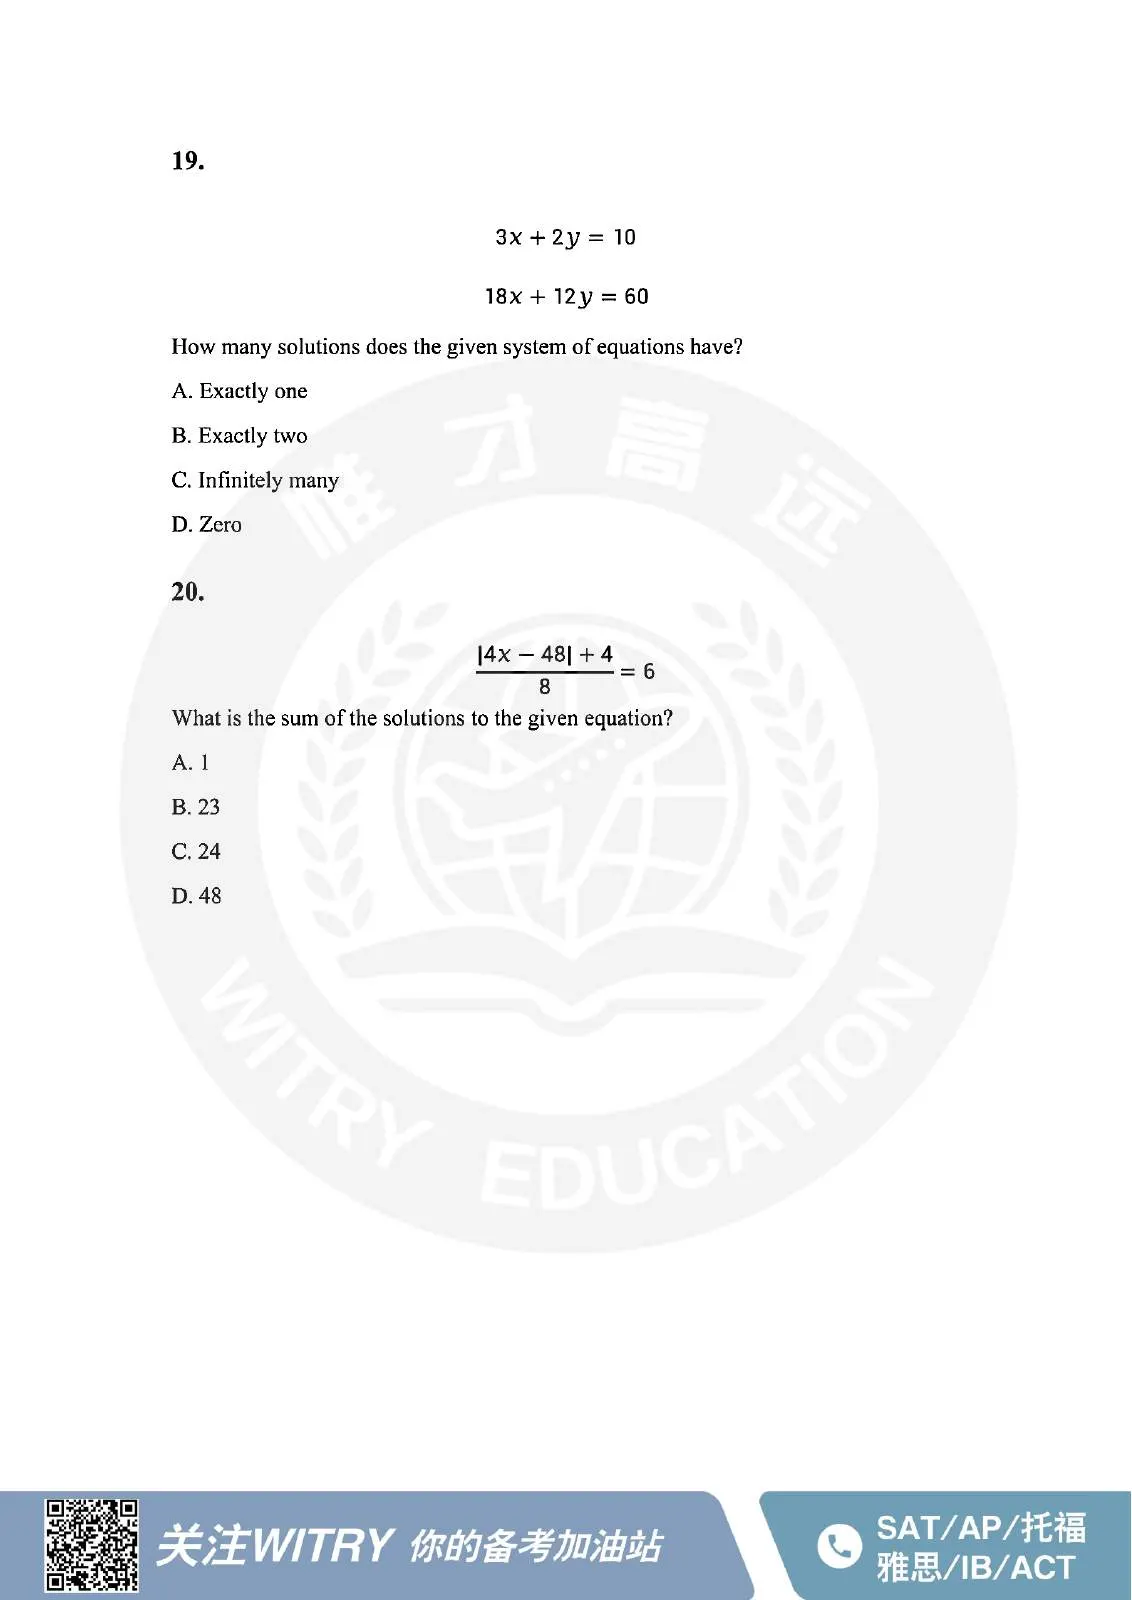 19.
3x + 2y = 10
18x + 12y = 60
How many solutions does the given system of equations have?
A. Exactly one
B. Exactly two
C. Infinitely many
D. Zero
20.
|4x − 48| + 4
8
= 6
What is the sum of the solutions to the given equation?
A. 1
B. 23
C. 24
D. 48
惟才高远
WITRY EDUCATION
关注WITRY 你的备考加油站
SAT/AP/托福
雅思/IB/ACT